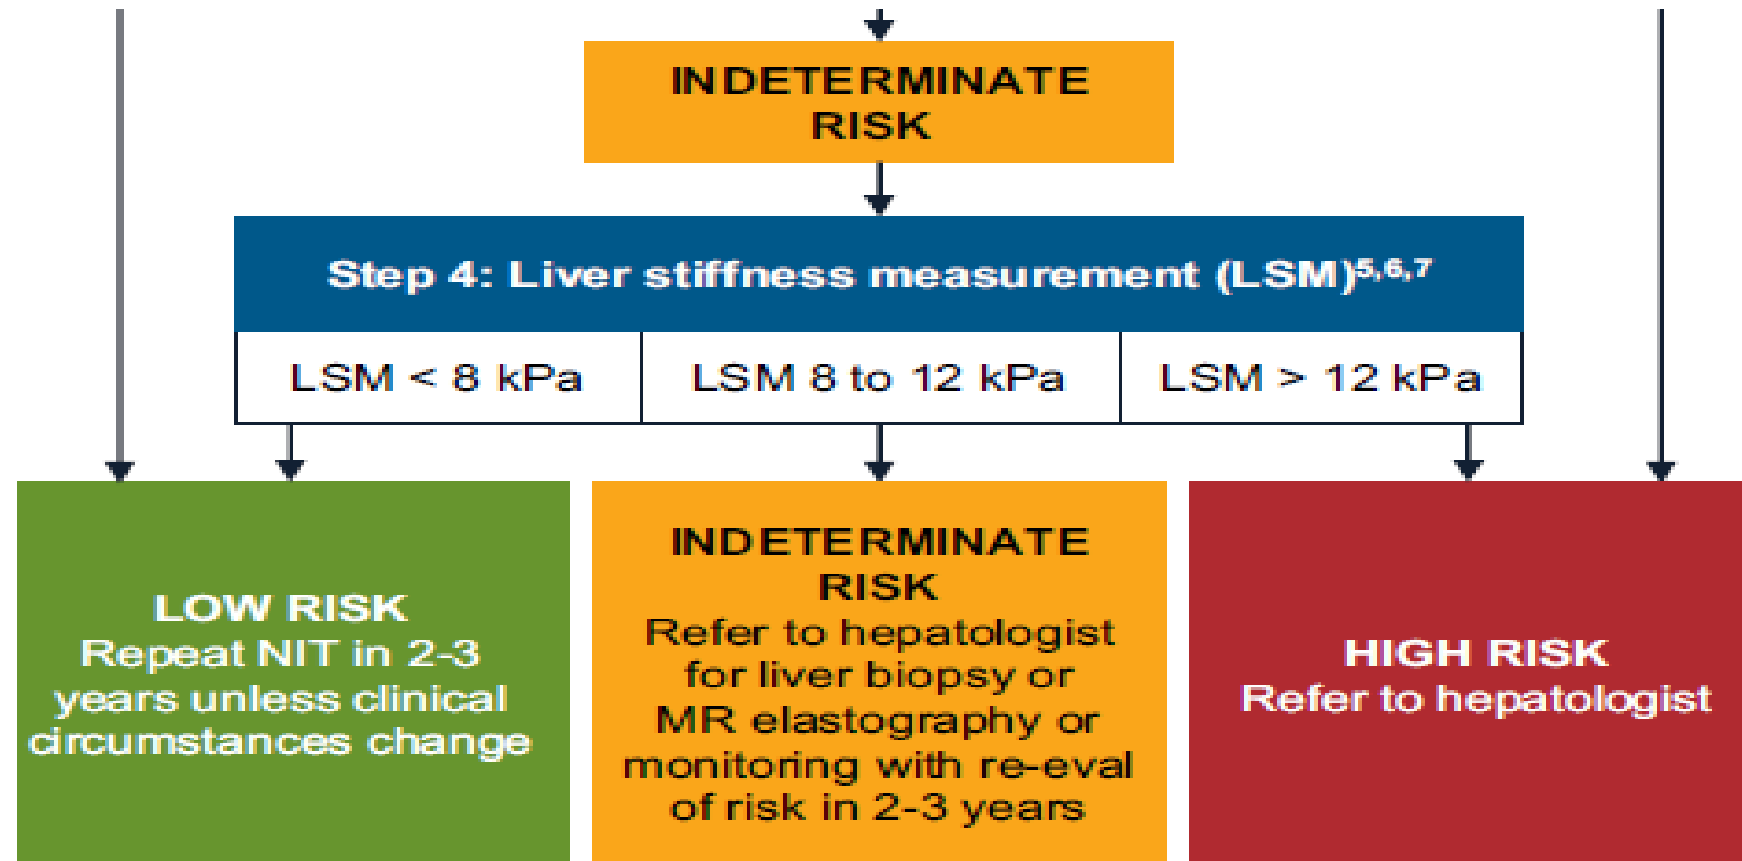 INDETERMINATE
RISK
Step 4: Liver stiffness measurement (LSM)5,6,7
LSM < 8 kPa
LSM 8 to 12 kPa
LSM > 12 kPa
LOW RISK
Repeat NIT in 2-3
years unless clinical
circumstances change
INDETERMINATE
RISK
Refer to hepatologist
for liver biopsy or
MR elastography or
monitoring with re-eval
of risk in 2-3 years
HIGH RISK
Refer to hepatologist